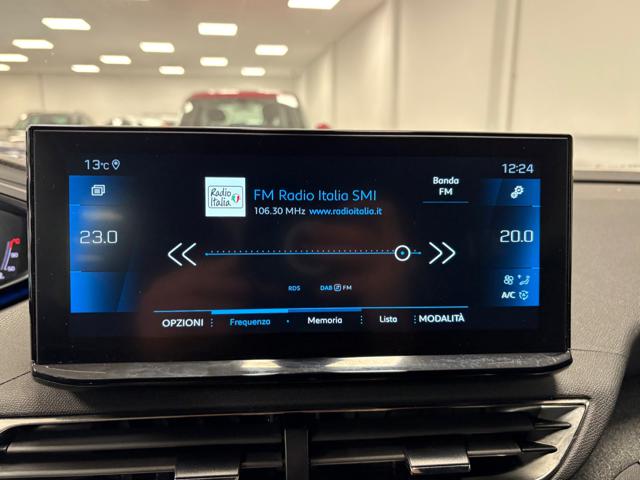 13°C
12:24
Radio Italia
FM Radio Italia SMI
106.30 MHz www.radioitalia.it
Banda
FM
23.0
20.0
RDS
DAB FM
A/C
OPZIONI Frequenza Memoria Lista MODALITÀ